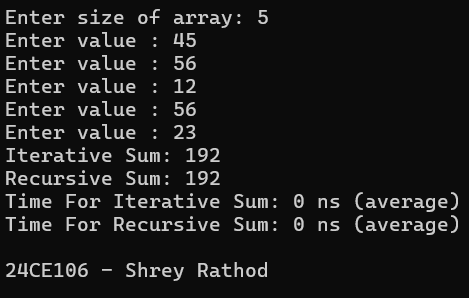 Enter size of array: 5
Enter value : 45
Enter value : 56
Enter value : 12
Enter value : 56
Enter value : 23
Iterative Sum: 192
Recursive Sum: 192
Time For Iterative Sum: 0 ns (average)
Time For Recursive Sum: 0 ns (average)
24CE106 - Shrey Rathod